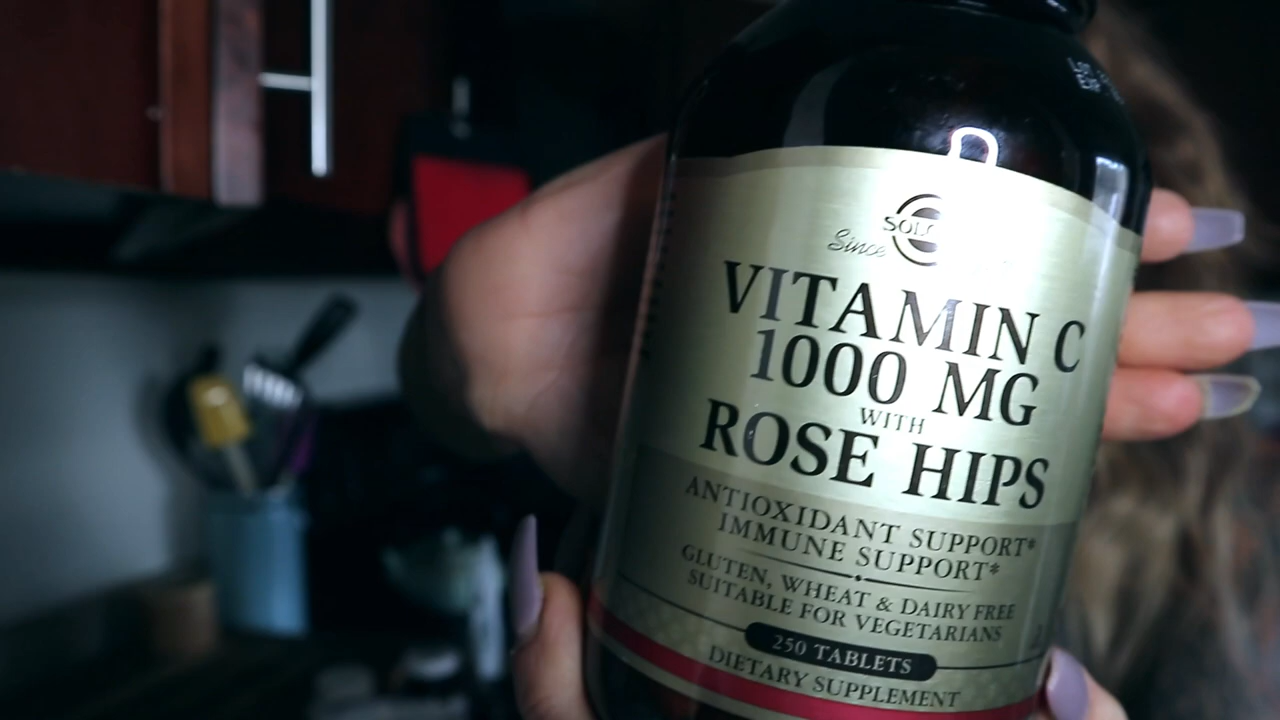 SOLG
Since
VITAMIN C
1000 MG
WITH
ROSE HIPS
ANTIOXIDANT SUPPORT*
IMMUNE SUPPORT*
GLUTEN, WHEAT & DAIRY FREE
SUITABLE FOR VEGETARIANS
250 TABLETS
DIETARY SUPPLEMENT